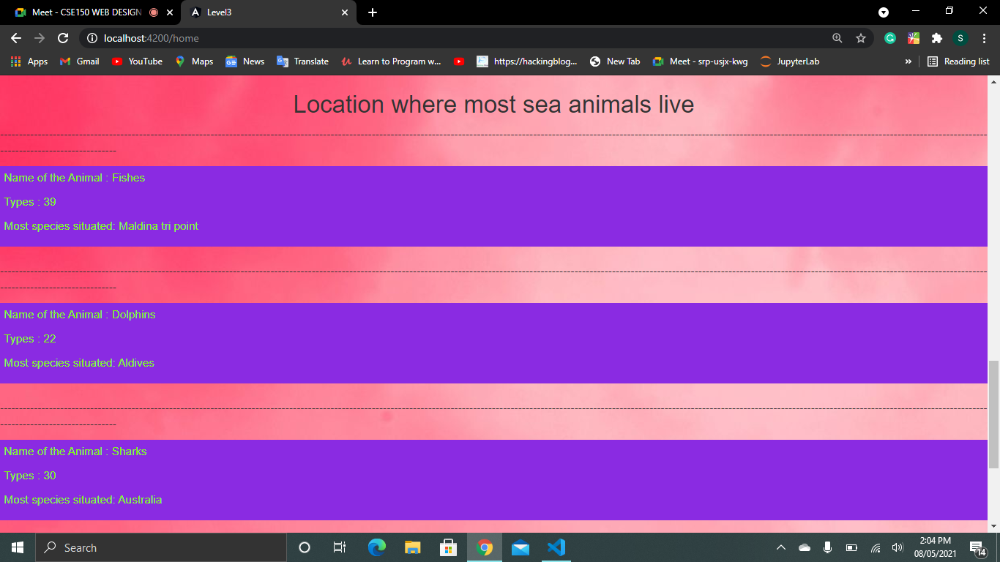 Meet - CSE150 WEB DESIGN
Level3
localhost:4200/home
S
Apps
Gmail
YouTube
Maps
News
Translate
Learn to Program w...
https://hackingblog...
New Tab
Meet - srp-usjx-kwg
JupyterLab
»
Reading list
Location where most sea animals live
Name of the Animal : Fishes
Types : 39
Most species situated: Maldina tri point
Name of the Animal : Dolphins
Types : 22
Most species situated: Aldives
Name of the Animal : Sharks
Types : 30
Most species situated: Australia
Search
2:04 PM
08/05/2021
14